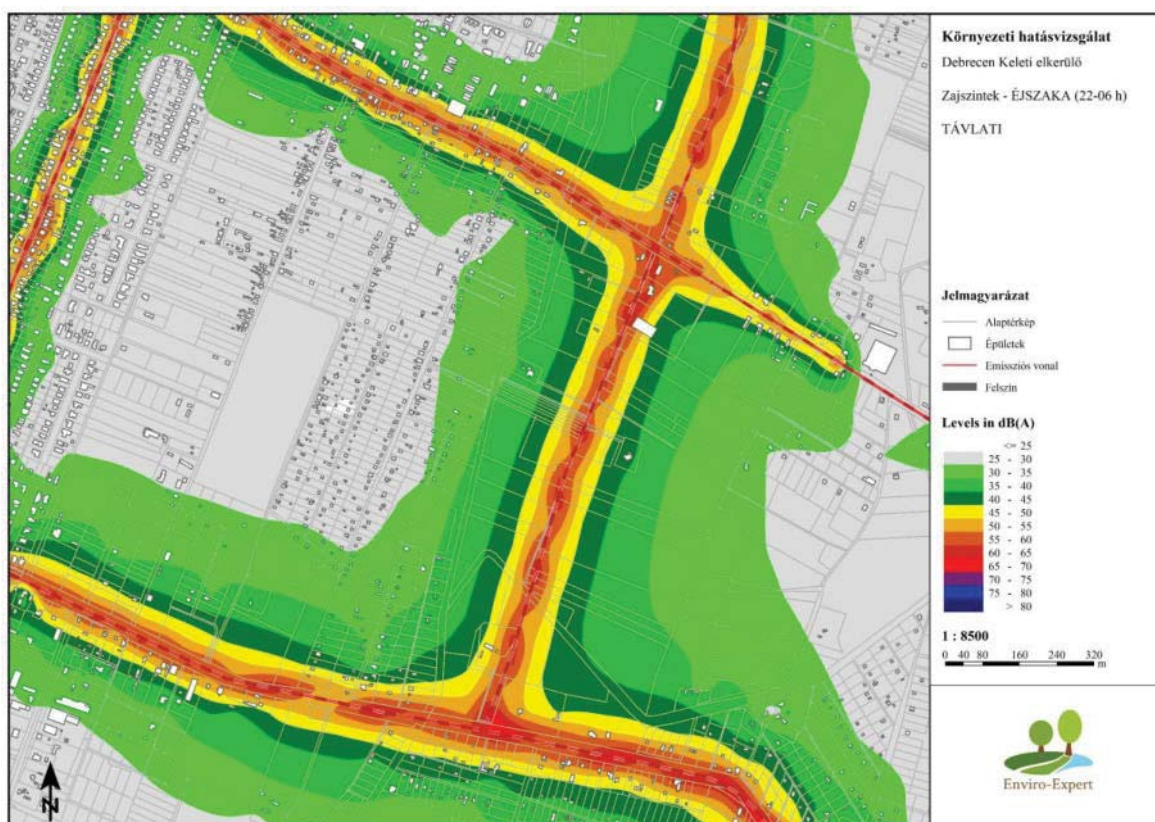 Környezeti hatásvizsgálat
Debrecen Keleti elkerülő
Zajszintek - ÉJSZAKA (22-06 h)
TÁVLATI
Jelmagyarázat
Alaptérkép
Épületek
Emissziós vonal
Felszín
Levels in dB(A)
<= 25
25 - 30
30 - 35
35 - 40
40 - 45
45 - 50
50 - 55
55 - 60
60 - 65
65 - 70
70 - 75
75 - 80
> 80
1 : 8500
0 40 80 160 240 320
m
Enviro-Expert
N